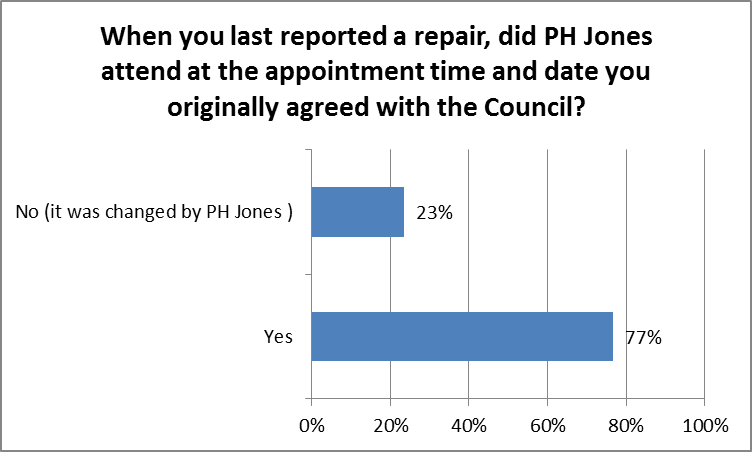 When you last reported a repair, did PH Jones
attend at the appointment time and date you
originally agreed with the Council?
No (it was changed by PH Jones )
23%
Yes
77%
0%
20%
40%
60%
80%
100%